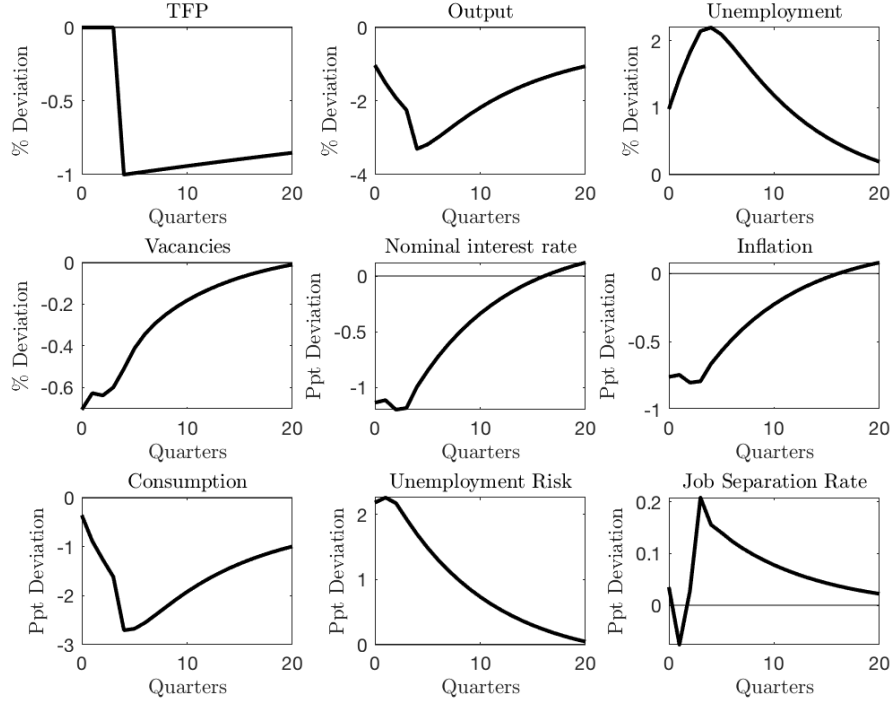 TFP
% Deviation
0
-0.5
-1
0
10
20
Quarters
Output
% Deviation
0
-2
-4
0
10
20
Quarters
Unemployment
% Deviation
2
1
0
0
10
20
Quarters
Vacancies
% Deviation
0
-0.2
-0.4
-0.6
0
10
20
Quarters
Nominal interest rate
Ppt Deviation
0
-0.5
-1
0
10
20
Quarters
Inflation
Ppt Deviation
0
-0.5
-1
0
10
20
Quarters
Consumption
Ppt Deviation
0
-1
-2
-3
0
10
20
Quarters
Unemployment Risk
Ppt Deviation
2
1
0
0
10
20
Quarters
Job Separation Rate
Ppt Deviation
0.2
0.1
0
0
10
20
Quarters